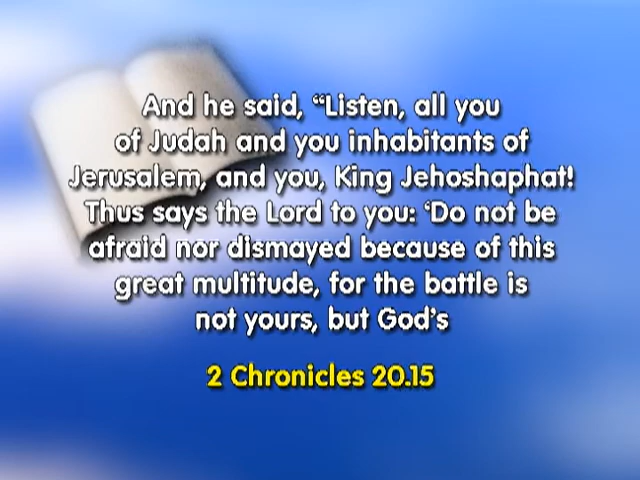 And he said, “Listen, all you
of Judah and you inhabitants of
Jerusalem, and you, King Jehoshaphat!
Thus says the Lord to you: ‘Do not be
afraid nor dismayed because of this
great multitude, for the battle is
not yours, but God’s
2 Chronicles 20.15